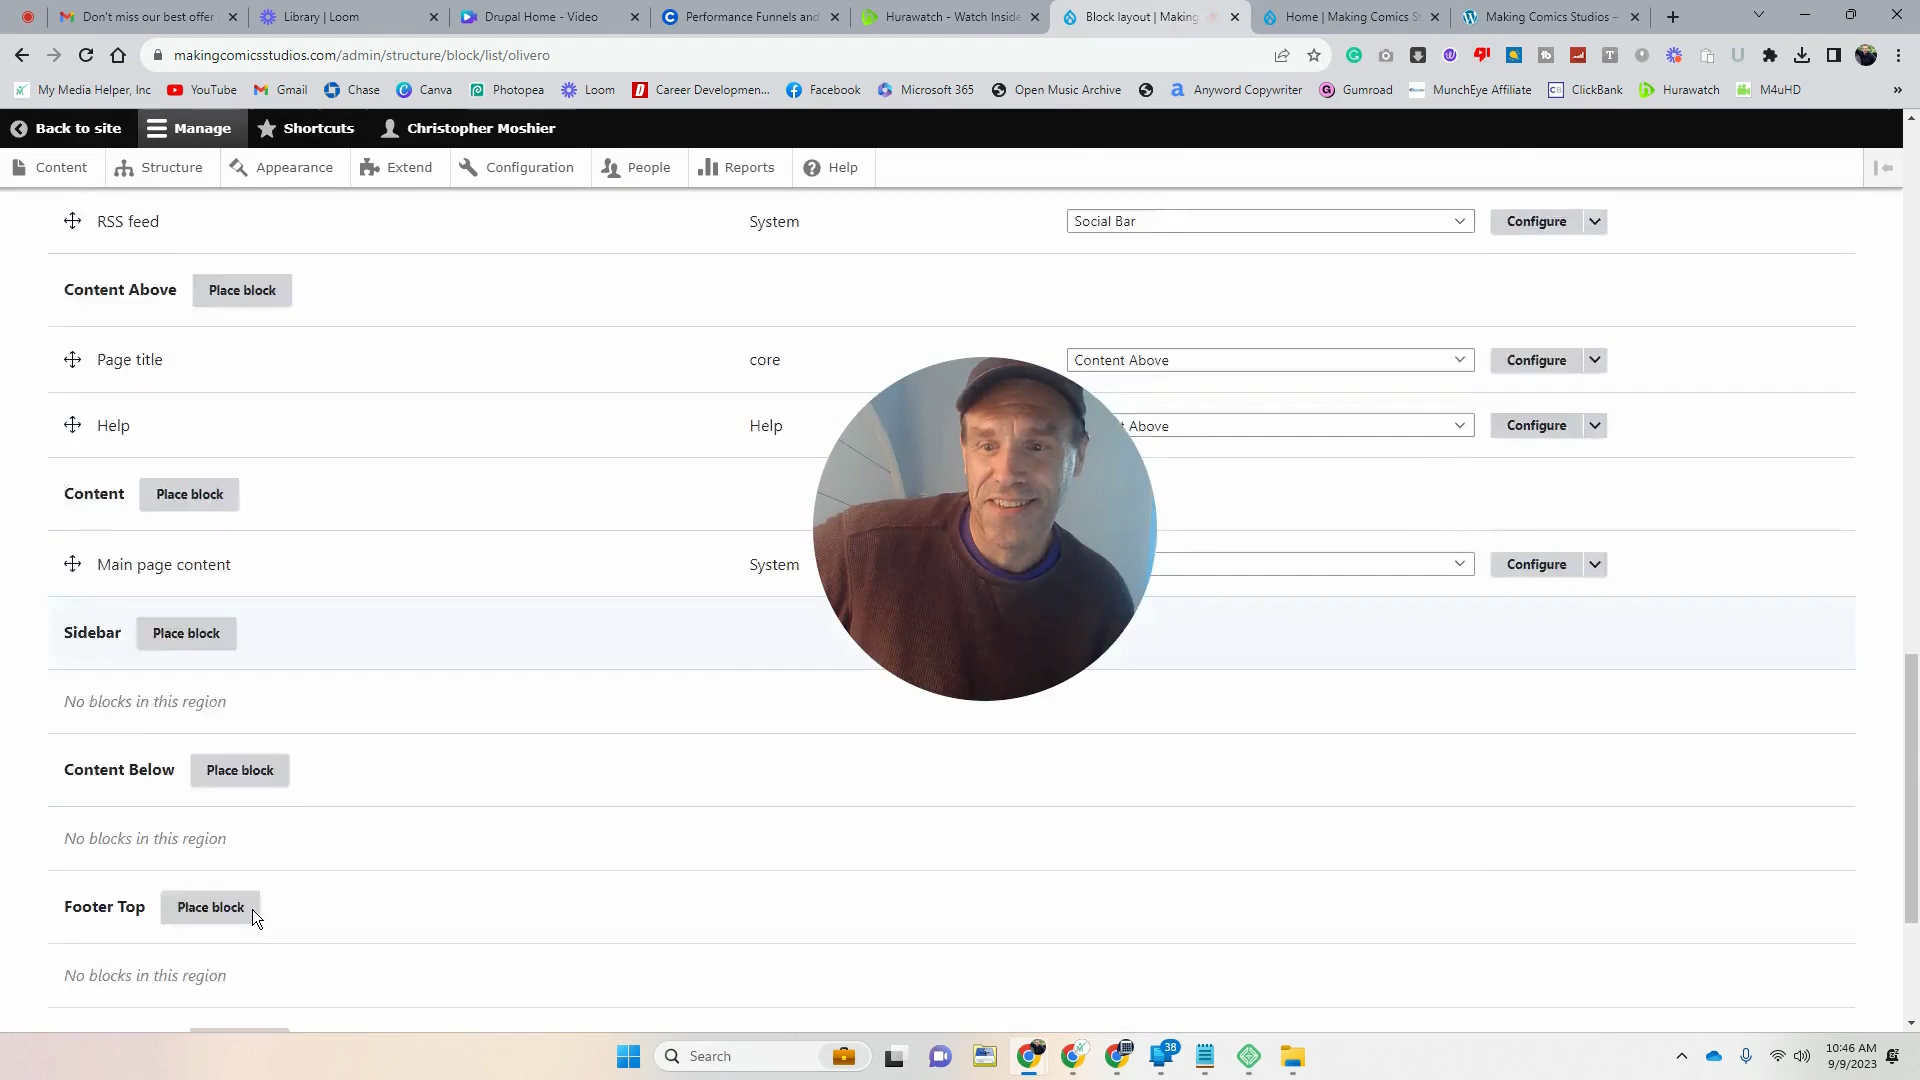 Don't miss our best offer
Library | Loom
Drupal Home - Video
Performance Funnels and
Hurawatch - Watch Inside
Block layout | Making
Home | Making Comics St
Making Comics Studios –
makingcomicsstudios.com/admin/structure/block/list/olivero
My Media Helper, Inc
YouTube
Gmail
Chase
Canva
Photopea
Loom
Career Developmen...
Facebook
Microsoft 365
Open Music Archive
Anyword Copywriter
Gumroad
MunchEye Affiliate
ClickBank
Hurawatch
M4uHD
Back to site
Manage
Shortcuts
Christopher Moshier
Content
Structure
Appearance
Extend
Configuration
People
Reports
Help
RSS feed System Social Bar Configure
Content Above Place block
Page title core Content Above Configure
Help Help t Above Configure
Content Place block
Main page content System Configure
Sidebar Place block
No blocks in this region
Content Below Place block
No blocks in this region
Footer Top Place block
No blocks in this region
Search
38
10:46 AM
9/9/2023